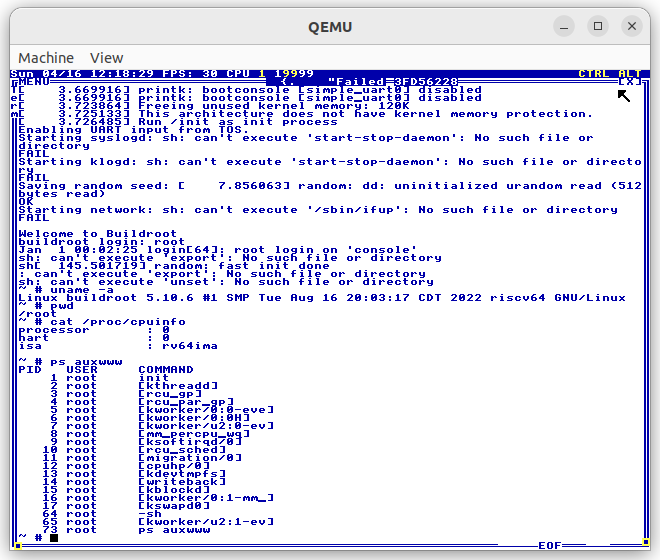 QEMU
Machine View
Sun 04/16 12:18:29 FPS: 30 CPU 1 19999 CTRL ALT
MENU {. "Failed 3FD56228 [X]
T[ 3.669916] printk: bootconsole [simple_uart0] disabled
e[ 3.669916] printk: bootconsole [simple_uart0] disabled
r[ 3.723864] Freeing unused kernel memory: 120K
m[ 3.725133] This architecture does not have kernel memory protection.
[ 3.726485] Run /init as init process
Enabling UART input from TOS.
Starting syslogd: sh: can't execute 'start-stop-daemon': No such file or
directory
FAIL
Starting klogd: sh: can't execute 'start-stop-daemon': No such file or directo
ry
FAIL
Saving random seed: [ 7.856063] random: dd: uninitialized urandom read (512
bytes read)
OK
Starting network: sh: can't execute '/sbin/ifup': No such file or directory
FAIL
Welcome to Buildroot
buildroot login: root
Jan 1 00:02:25 login[64]: root login on 'console'
sh: can't execute 'export': No such file or directory
sh[ 145.501719] random: fast init done
: can't execute 'export': No such file or directory
sh: can't execute 'unset': No such file or directory
~ # uname -a
Linux buildroot 5.10.6 #1 SMP Tue Aug 16 20:03:17 CDT 2022 riscv64 GNU/Linux
~ # pwd
/root
~ # cat /proc/cpuinfo
processor : 0
hart : 0
isa : rv64ima
~ # ps auxwww
PID USER COMMAND
1 root init
2 root [kthreadd]
3 root [rcu_gp]
4 root [rcu_par_gp]
5 root [kworker/0:0-eve]
6 root [kworker/0:0H]
7 root [kworker/u2:0-ev]
8 root [mm_percpu_wq]
9 root [ksoftirqd/0]
10 root [rcu_sched]
11 root [migration/0]
12 root [cpuhp/0]
13 root [kdevtmpfs]
14 root [writeback]
15 root [kblockd]
16 root [kworker/0:1-mm_]
17 root [kswapd0]
64 root -sh
65 root [kworker/u2:1-ev]
73 root ps auxwww
~ #
EOF